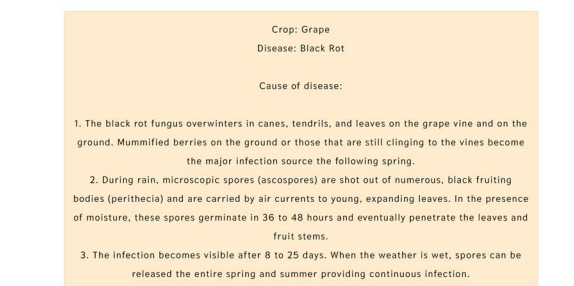 Crop: Grape
Disease: Black Rot
Cause of disease:
1. The black rot fungus overwinters in canes, tendrils, and leaves on the grape vine and on the
ground. Mummified berries on the ground or those that are still clinging to the vines become
the major infection source the following spring.
2. During rain, microscopic spores (ascospores) are shot out of numerous, black fruiting
bodies (perithecia) and are carried by air currents to young, expanding leaves. In the presence
of moisture, these spores germinate in 36 to 48 hours and eventually penetrate the leaves and
fruit stems.
3. The infection becomes visible after 8 to 25 days. When the weather is wet, spores can be
released the entire spring and summer providing continuous infection.